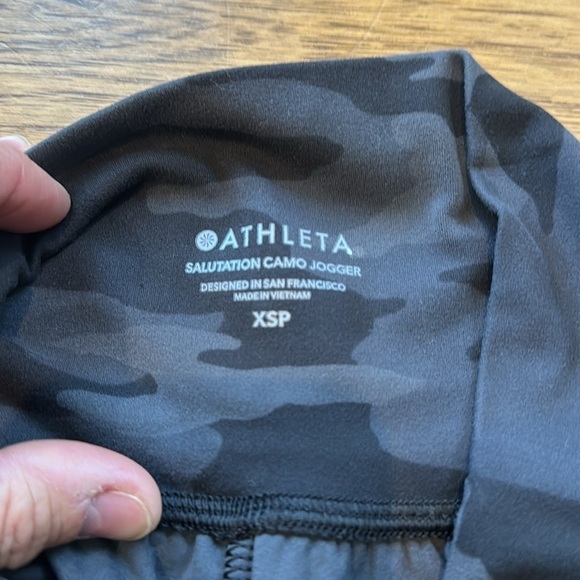 ATHLETA
SALUTATION CAMO JOGGER
DESIGNED IN SAN FRANCISCO
MADE IN VIETNAM
XSP